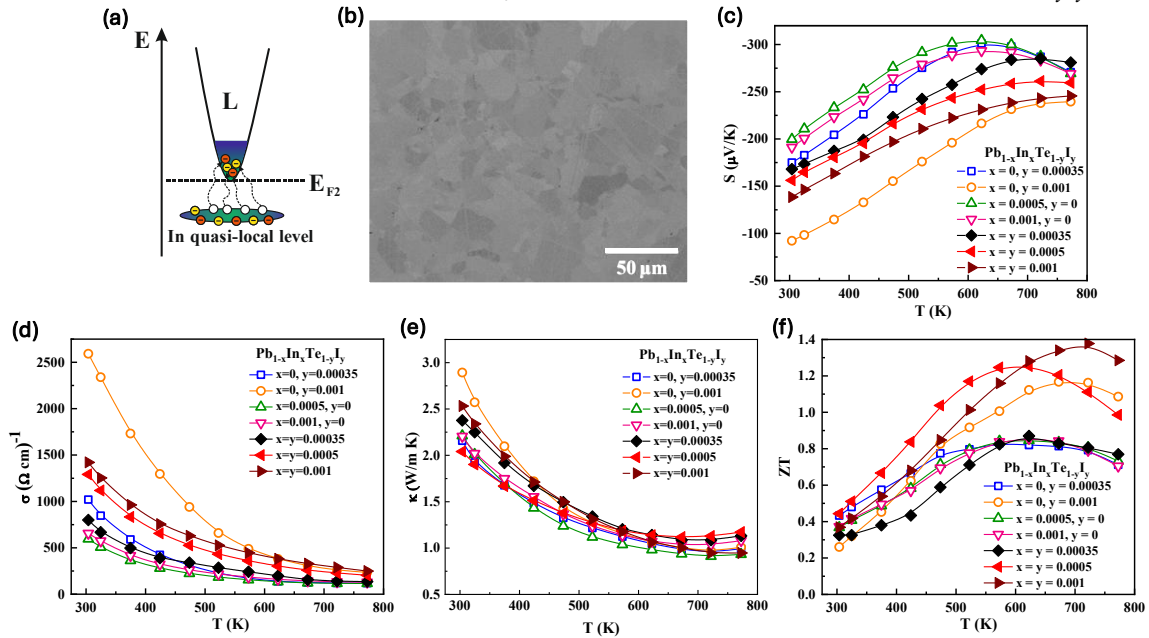 (a)
E
L
E_F2
In quasi-local level
(b)
50 μm
(c)
-300
-250
-200
-150
-100
-50
S (μV/K)
Pb1-xInxTe1-yIy
x = 0, y = 0.00035
x = 0, y = 0.001
x = 0.0005, y = 0
x = 0.001, y = 0
x = y = 0.00035
x = y = 0.0005
x = y = 0.001
300 400 500 600 700 800
T (K)
(d)
2500
2000
1500
1000
500
0
σ (Ω cm)-1
Pb1-xInxTe1-yIy
x=0, y=0.00035
x=0, y=0.001
x=0.0005, y=0
x=0.001, y=0
x=y=0.00035
x=y=0.0005
x=y=0.001
300 400 500 600 700 800
T (K)
(e)
3.0
2.5
2.0
1.5
1.0
0.5
κ (W/m K)
Pb1-xInxTe1-yIy
x=0, y=0.00035
x=0, y=0.001
x=0.0005, y=0
x=0.001, y=0
x=y=0.00035
x=y=0.0005
x=y=0.001
300 400 500 600 700 800
T (K)
(f)
1.4
1.2
1.0
0.8
0.6
0.4
0.2
0.0
ZT
Pb1-xInxTe1-yIy
x = 0, y = 0.00035
x = 0, y = 0.001
x = 0.0005, y = 0
x = 0.001, y = 0
x = y = 0.00035
x = y = 0.0005
x = y = 0.001
300 400 500 600 700 800
T (K)